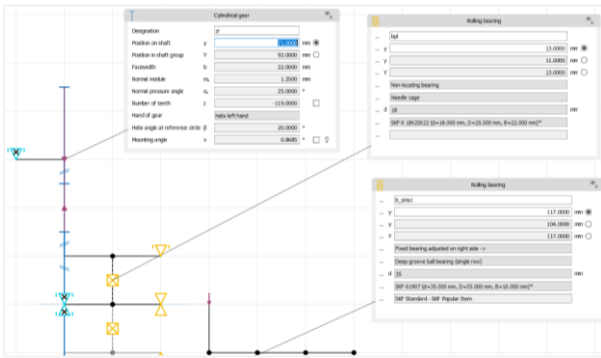 Cylindrical gear
Designation
Position on shaft y mm
Position in shaft group Y 92.0000 mm
Facewidth b 22.0000 mm
Normal module mₙ 1.2500 mm
Normal pressure angle αₙ 25.0000 °
Number of teeth z -119.0000
Hand of gear helix left hand
Helix angle at reference circle β 20.0000 °
Mounting angle v 0.8685 °
Rolling bearing
... bpl
... y 13.0000 mm
... y 11.0000 mm
... Y 13.0000 mm
... Non-locating bearing
... Needle cage
... d 18 mm
... SKF K 18X25X22 (d=18.000 mm, D=25.000 mm, B=22.000 mm)*
...
Rolling bearing
...
... y 117.0000 mm
... y 104.0000 mm
... Y 117.0000 mm
... Fixed bearing adjusted on right side ->
... Deep groove ball bearing (single row)
... d 35 mm
... SKF 61907 (d=35.000 mm, D=55.000 mm, B=10.000 mm)*
... SKF Standard - SKF Popular Item